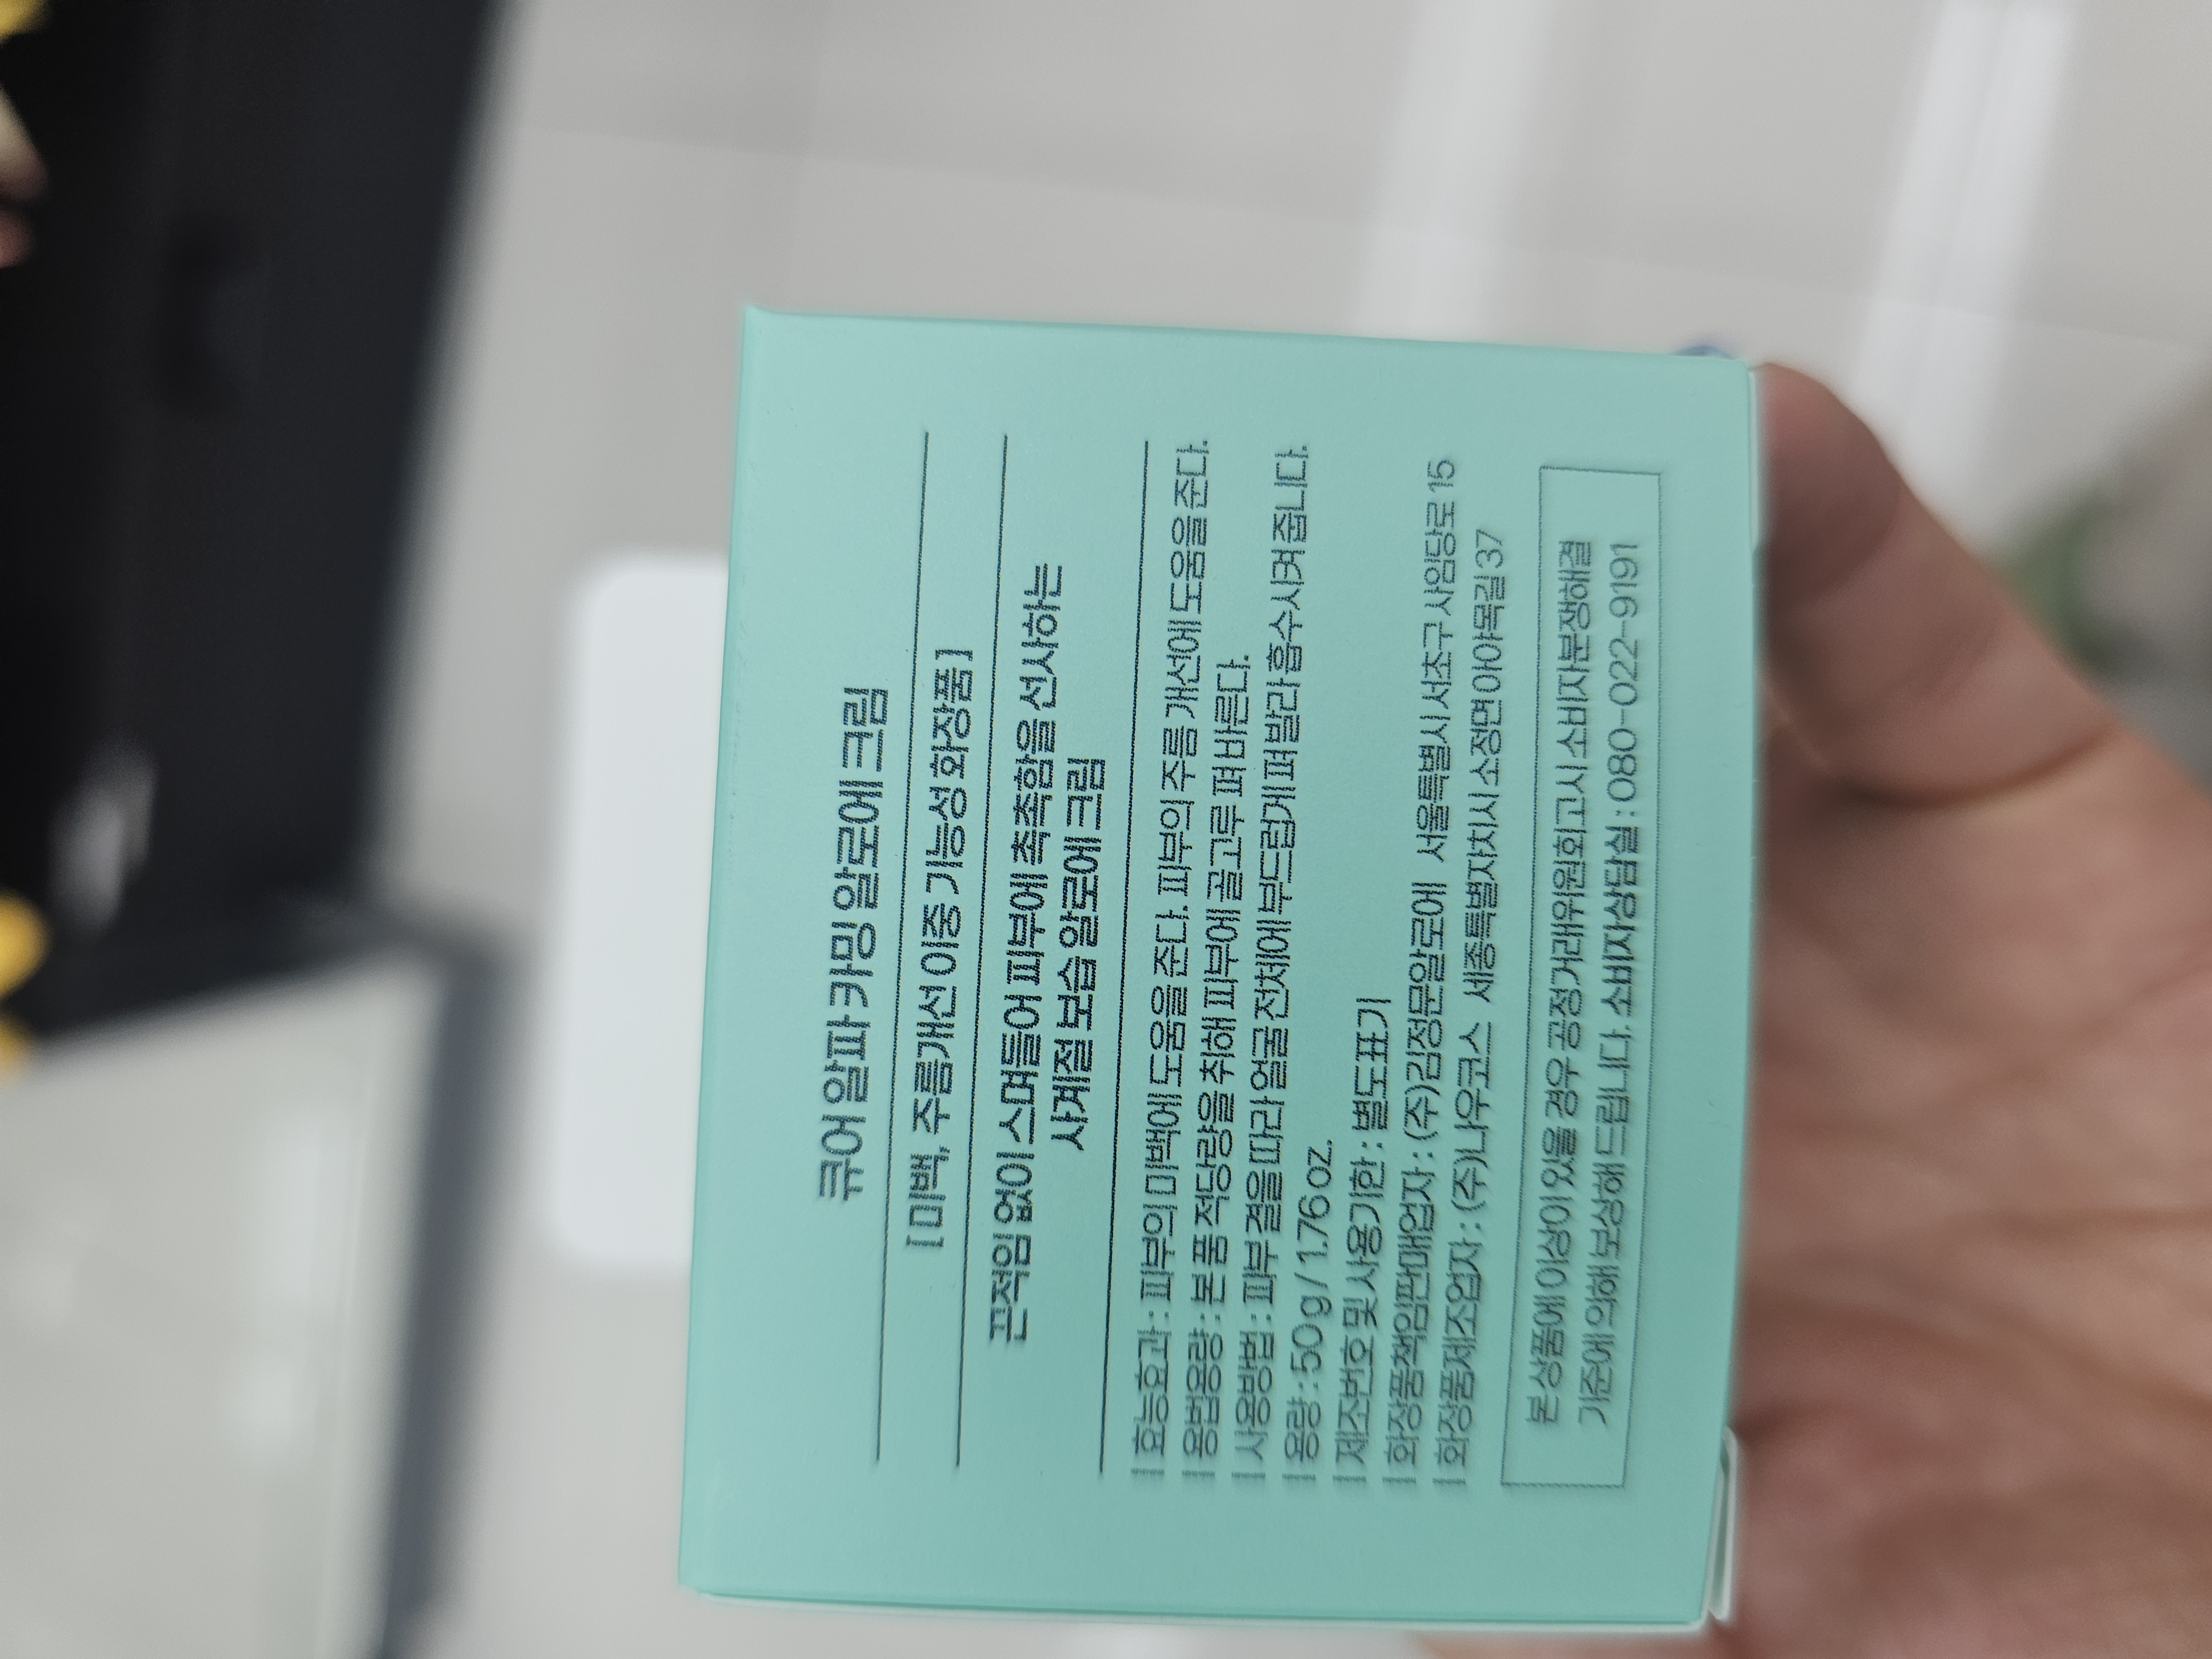 큐어 알파 카밍 알로에 크림
[ 미백, 주름개선 이중 기능성 화장품 ]
끈적임 없이 스며들어 피부에 촉촉함을 선사하는
사계절 보습 알로에 크림
| 효능효과 : 피부의 미백에 도움을 준다. 피부의 주름 개선에 도움을 준다.
| 용법용량 : 본 품 적당량을 취해 피부에 골고루 펴 바른다.
| 사용방법 : 피부 결을 따라 얼굴 전체에 부드럽게 펴 발라 흡수시켜 줍니다.
| 용량 : 50 g / 1.76 oz.
| 제조번호 및 사용기한 : 별도표기
| 화장품책임판매업자 : (주)김정문알로에 서울특별시 서초구 사임당로 15
| 화장품제조업자 : (주)나우코스 세종특별자치시 소정면 아야목길 37
본 상품에 이상이 있을 경우 공정거래위원회고시 소비자분쟁해결
기준에 의해 보상해 드립니다. 소비자상담실 : 080-022-9191